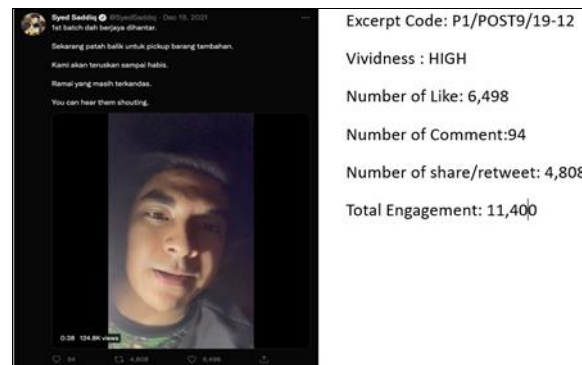 Syed Saddiq @SyedSaddiq · Dec 19, 2021
1st batch dah berjaya dihantar.
Sekarang patah balik untuk pickup barang tambahan.
Kami akan teruskan sampai habis.
Ramai yang masih terkandas.
You can hear them shouting.
0:38 124.8K views
94 4,808 6,498
Excerpt Code: P1/POST9/19-12
Vividness : HIGH
Number of Like: 6,498
Number of Comment:94
Number of share/retweet: 4,808
Total Engagement: 11,400